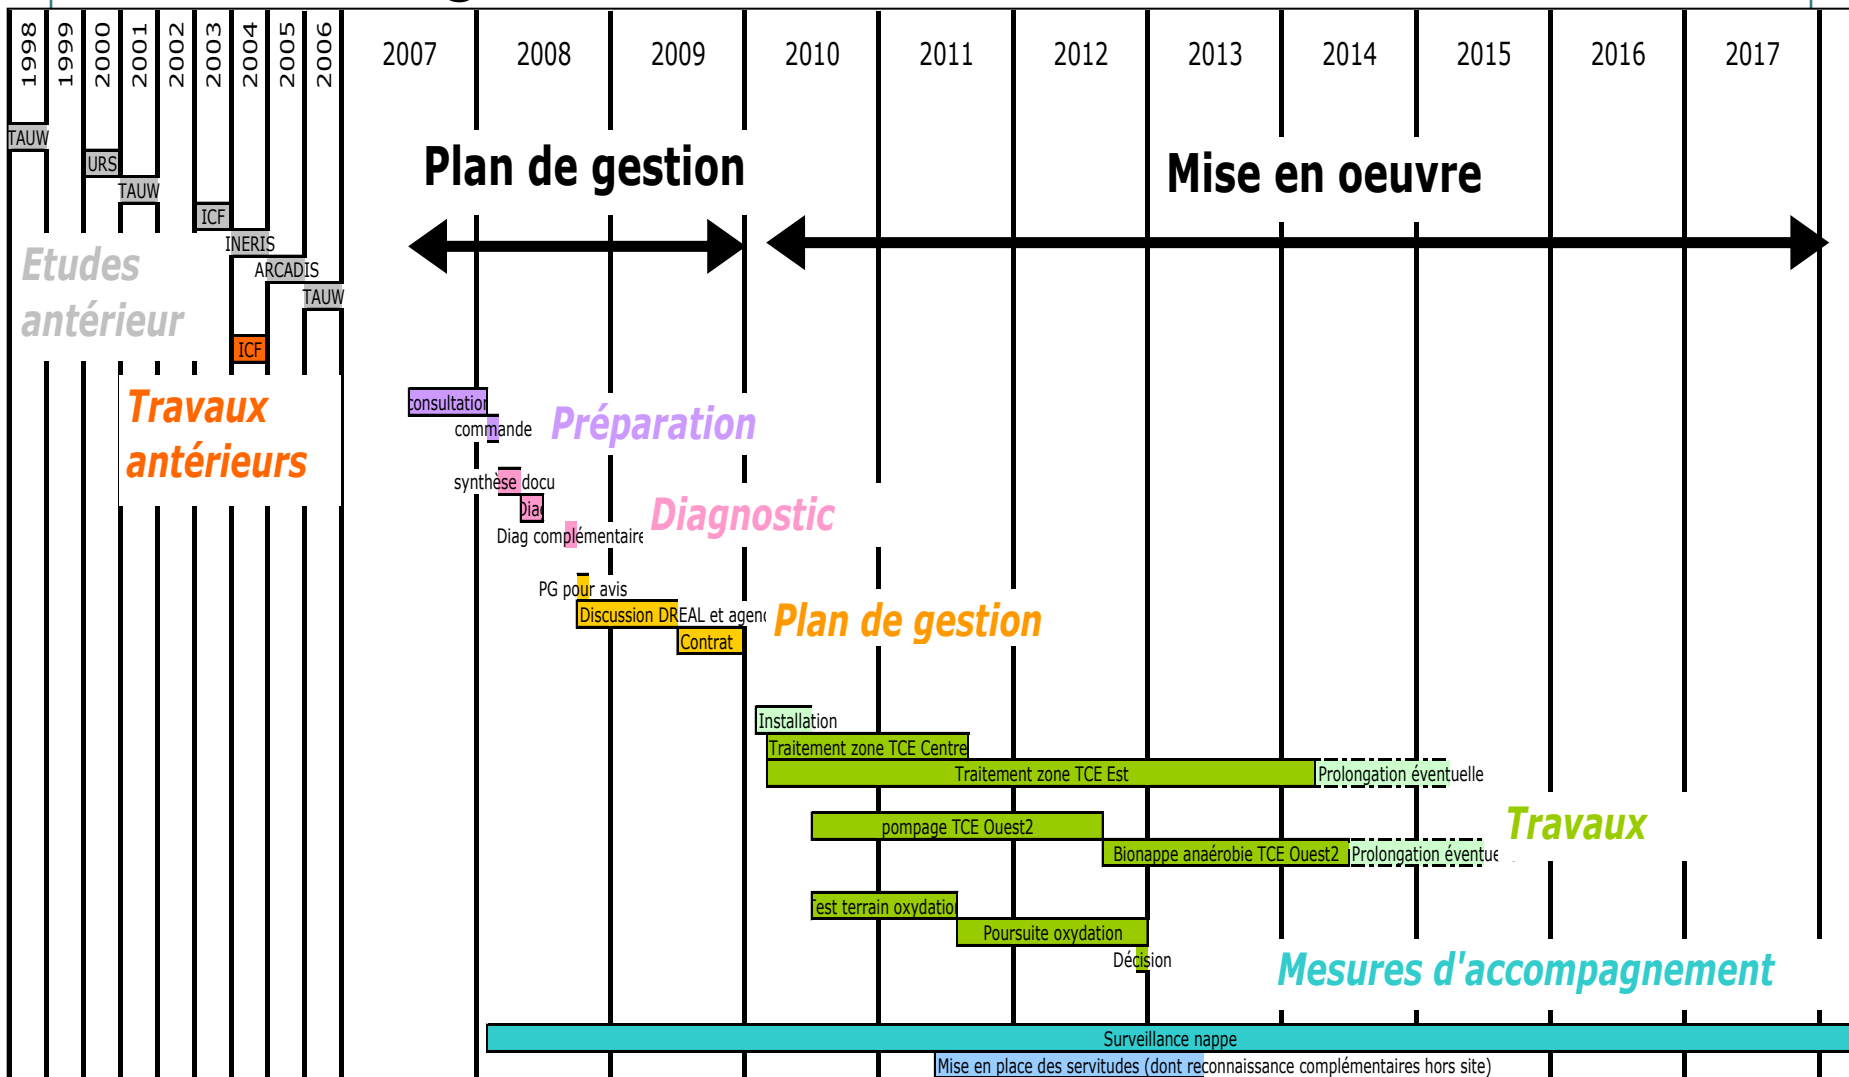 1998 1999 2000 2001 2002 2003 2004 2005 2006 2007 2008 2009 2010 2011 2012 2013 2014 2015 2016 2017
TAUW
URS
TAUW
ICF
INERIS
ARCADIS
TAUW
ICF
Plan de gestion
Mise en oeuvre
Etudes
antérieur
Travaux
antérieurs
consultation
commande
Préparation
synthèse docu
Diag
Diag complémentaire
Diagnostic
PG pour avis
Discussion DREAL et agenc
Contrat
Plan de gestion
Installation
Traitement zone TCE Centre
Traitement zone TCE Est
Prolongation éventuelle
pompage TCE Ouest2
Bionappe anaérobie TCE Ouest2
Prolongation éventue
Travaux
Test terrain oxydation
Poursuite oxydation
Décision
Mesures d'accompagnement
Surveillance nappe
Mise en place des servitudes (dont reconnaissance complémentaires hors site)